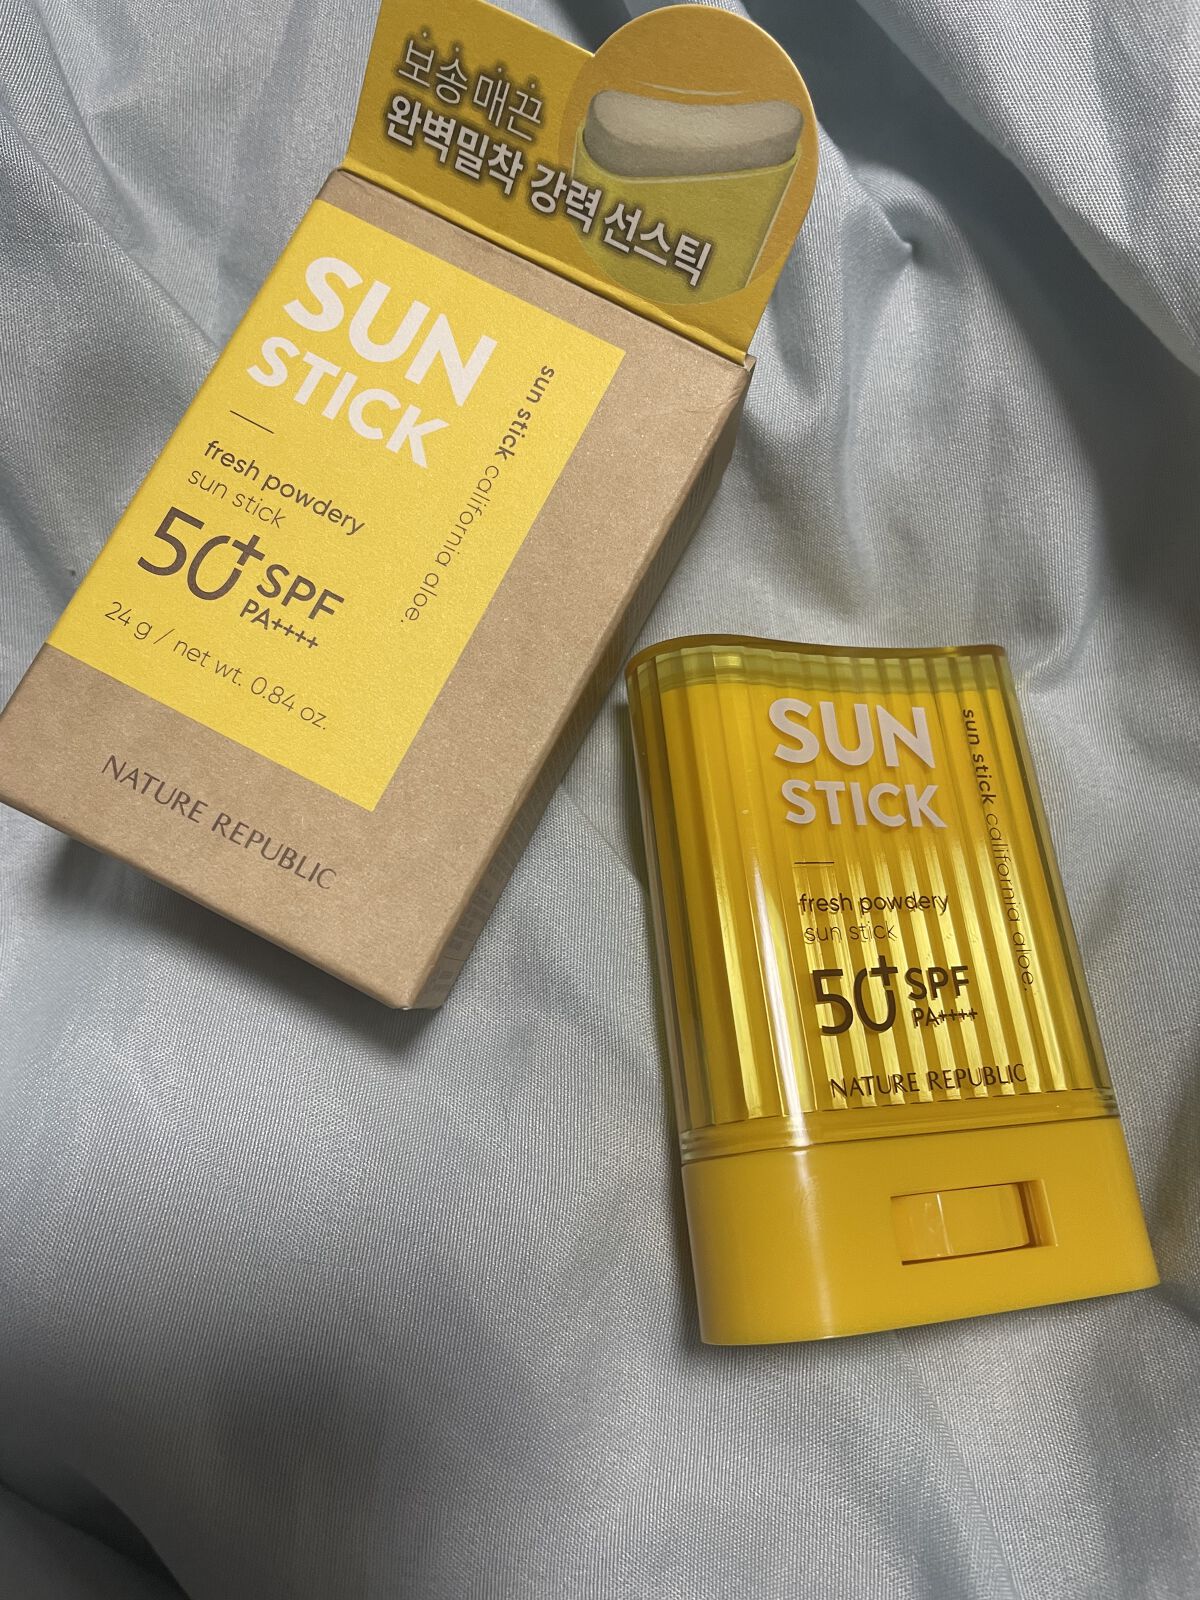 보송매끈
완벽밀착 강력 선스틱
SUN
STICK
sun stick california aloe.
fresh powdery
sun stick
50+ SPF
PA++++
24 g / net wt. 0.84 oz.
NATURE REPUBLIC
SUN
STICK
sun stick california aloe.
fresh powdery
sun stick
50+ SPF
PA++++
NATURE REPUBLIC